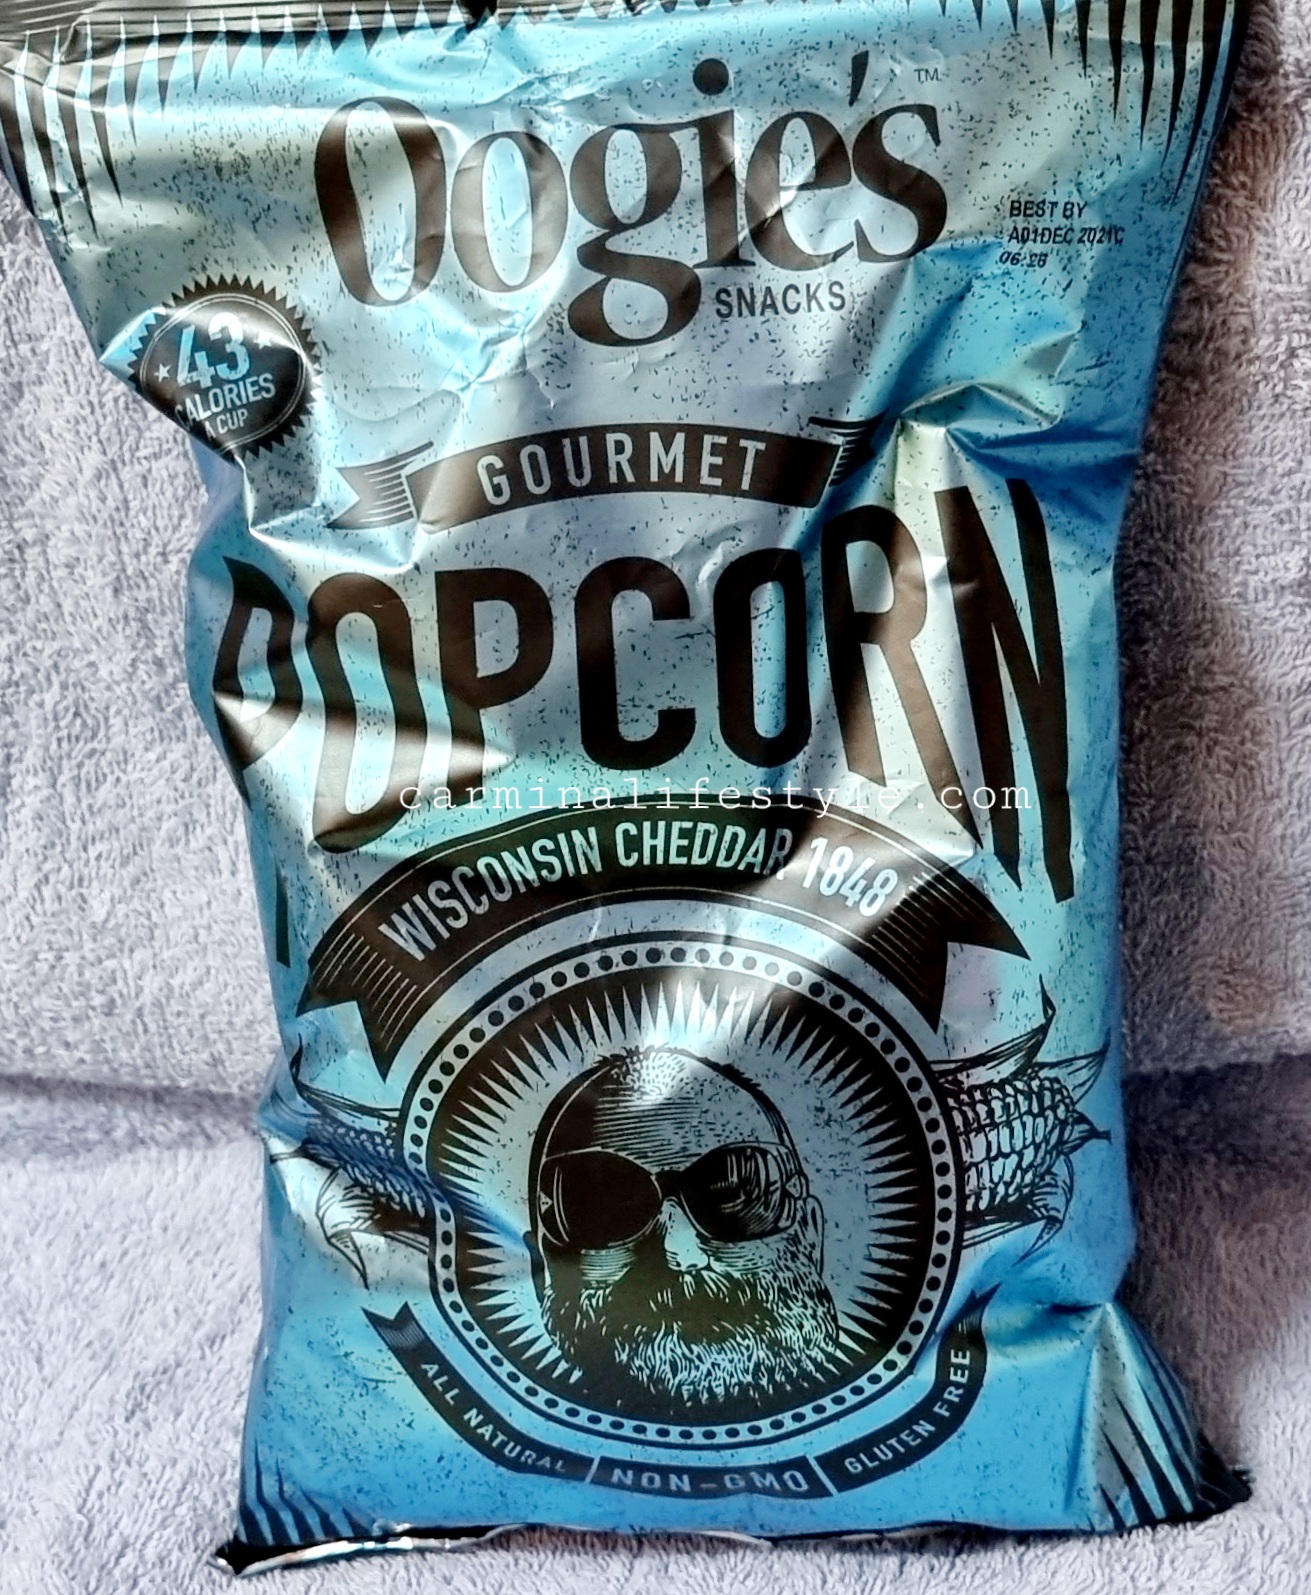 Oogie's
TM
SNACKS
BEST BY
A01DEC 2021C
06:26
43
CALORIES
A CUP
GOURMET
POPCORN
carminalifestyle.com
WISCONSIN CHEDDAR 1848
ALL NATURAL | NON-GMO | GLUTEN FREE